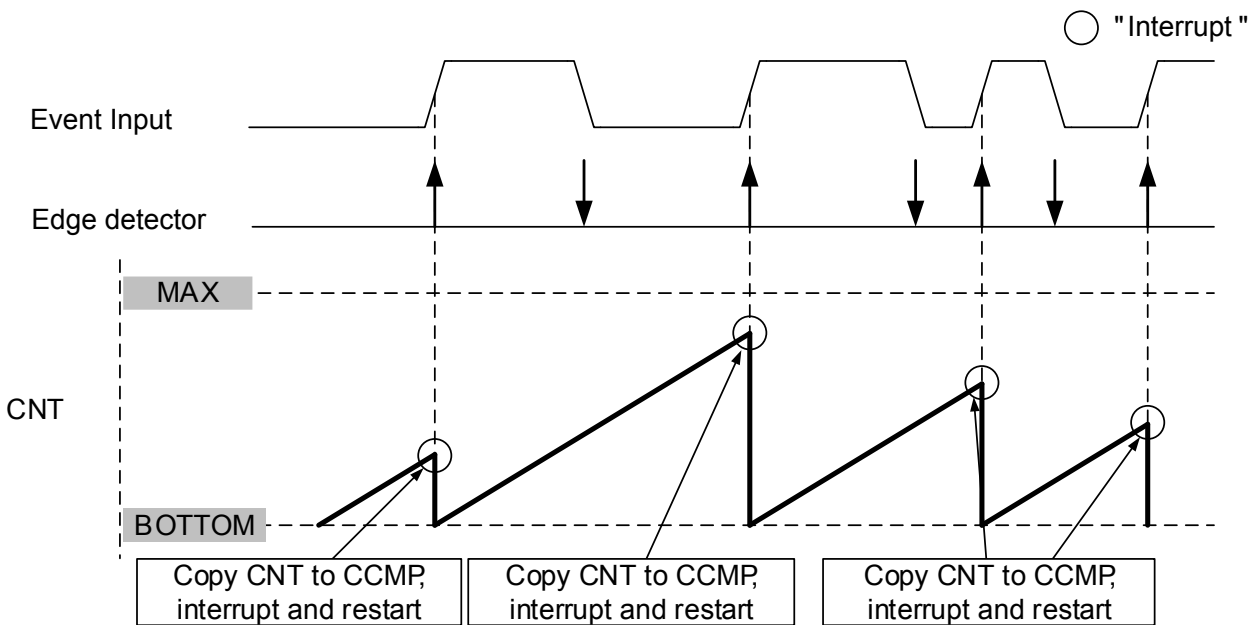 "Interrupt "
Event Input
Edge detector
MAX
CNT
BOTTOM
Copy CNT to CCMP,
interrupt and restart
Copy CNT to CCMP,
interrupt and restart
Copy CNT to CCMP,
interrupt and restart